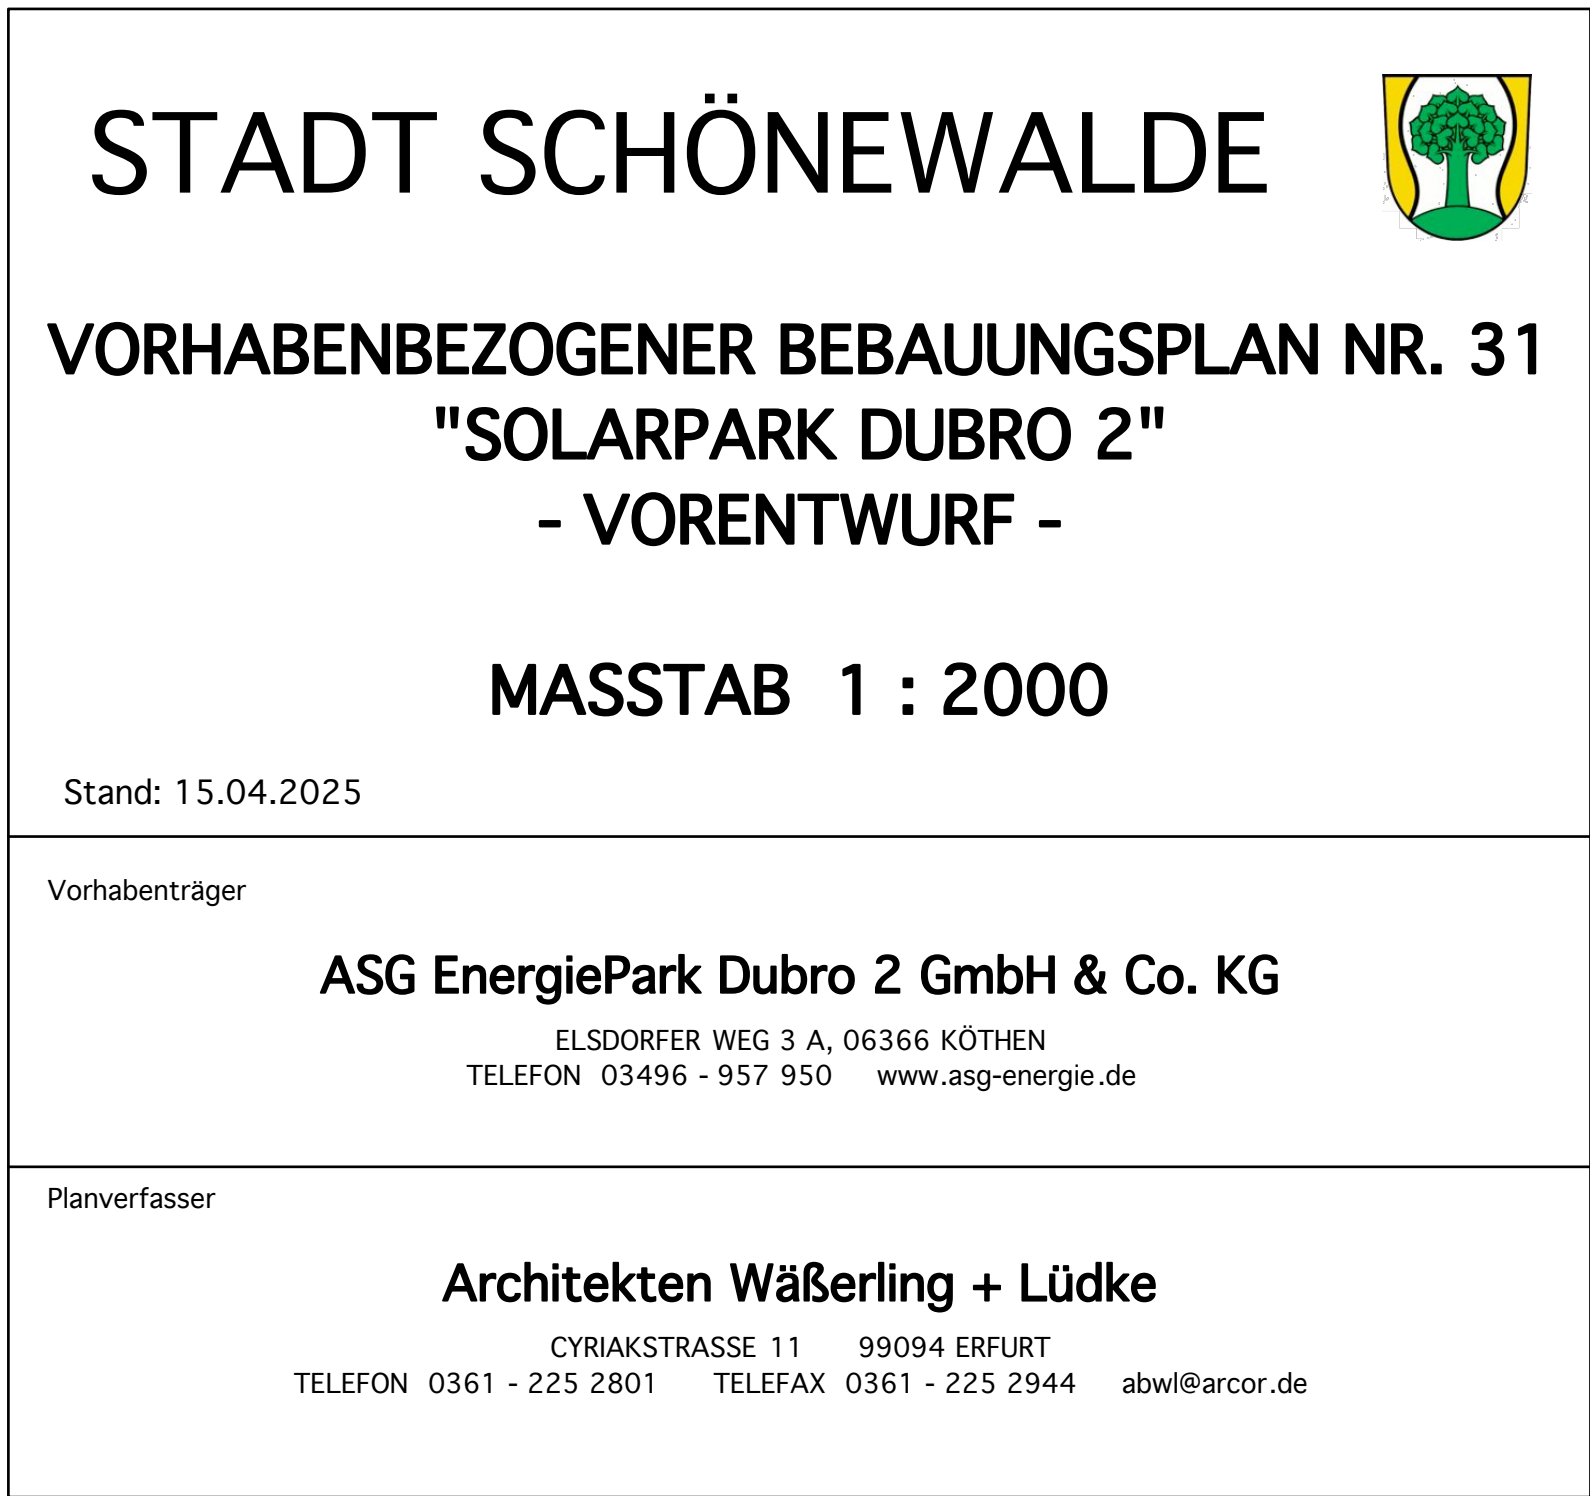 STADT SCHÖNEWALDE
VORHABENBEZOGENER BEBAUUNGSPLAN NR. 31
"SOLARPARK DUBRO 2"
- VORENTWURF -
MASSTAB 1 : 2000
Stand: 15.04.2025
Vorhabenträger
ASG EnergiePark Dubro 2 GmbH & Co. KG
ELSDORFER WEG 3 A, 06366 KÖTHEN
TELEFON 03496 - 957 950 www.asg-energie.de
Planverfasser
Architekten Wäßerling + Lüdke
CYRIAKSTRASSE 11 99094 ERFURT
TELEFON 0361 - 225 2801 TELEFAX 0361 - 225 2944 abwl@arcor.de